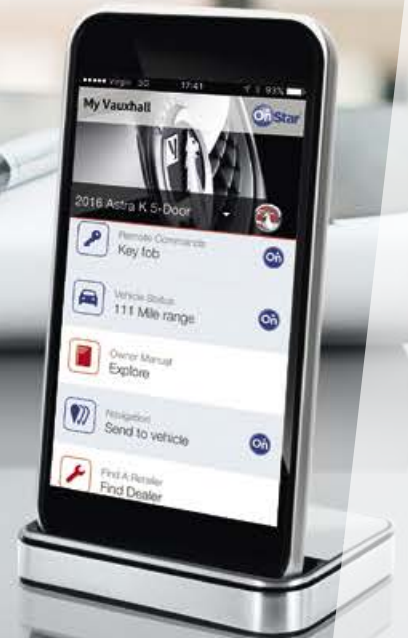 Virgin 3G 17:41 93%
My Vauxhall OnStar
2016 Astra K 5-Door
Remote Commands
Key fob On
Vehicle Status
111 Mile range On
Owner Manual
Explore
Navigation
Send to vehicle On
Find A Retailer
Find Dealer